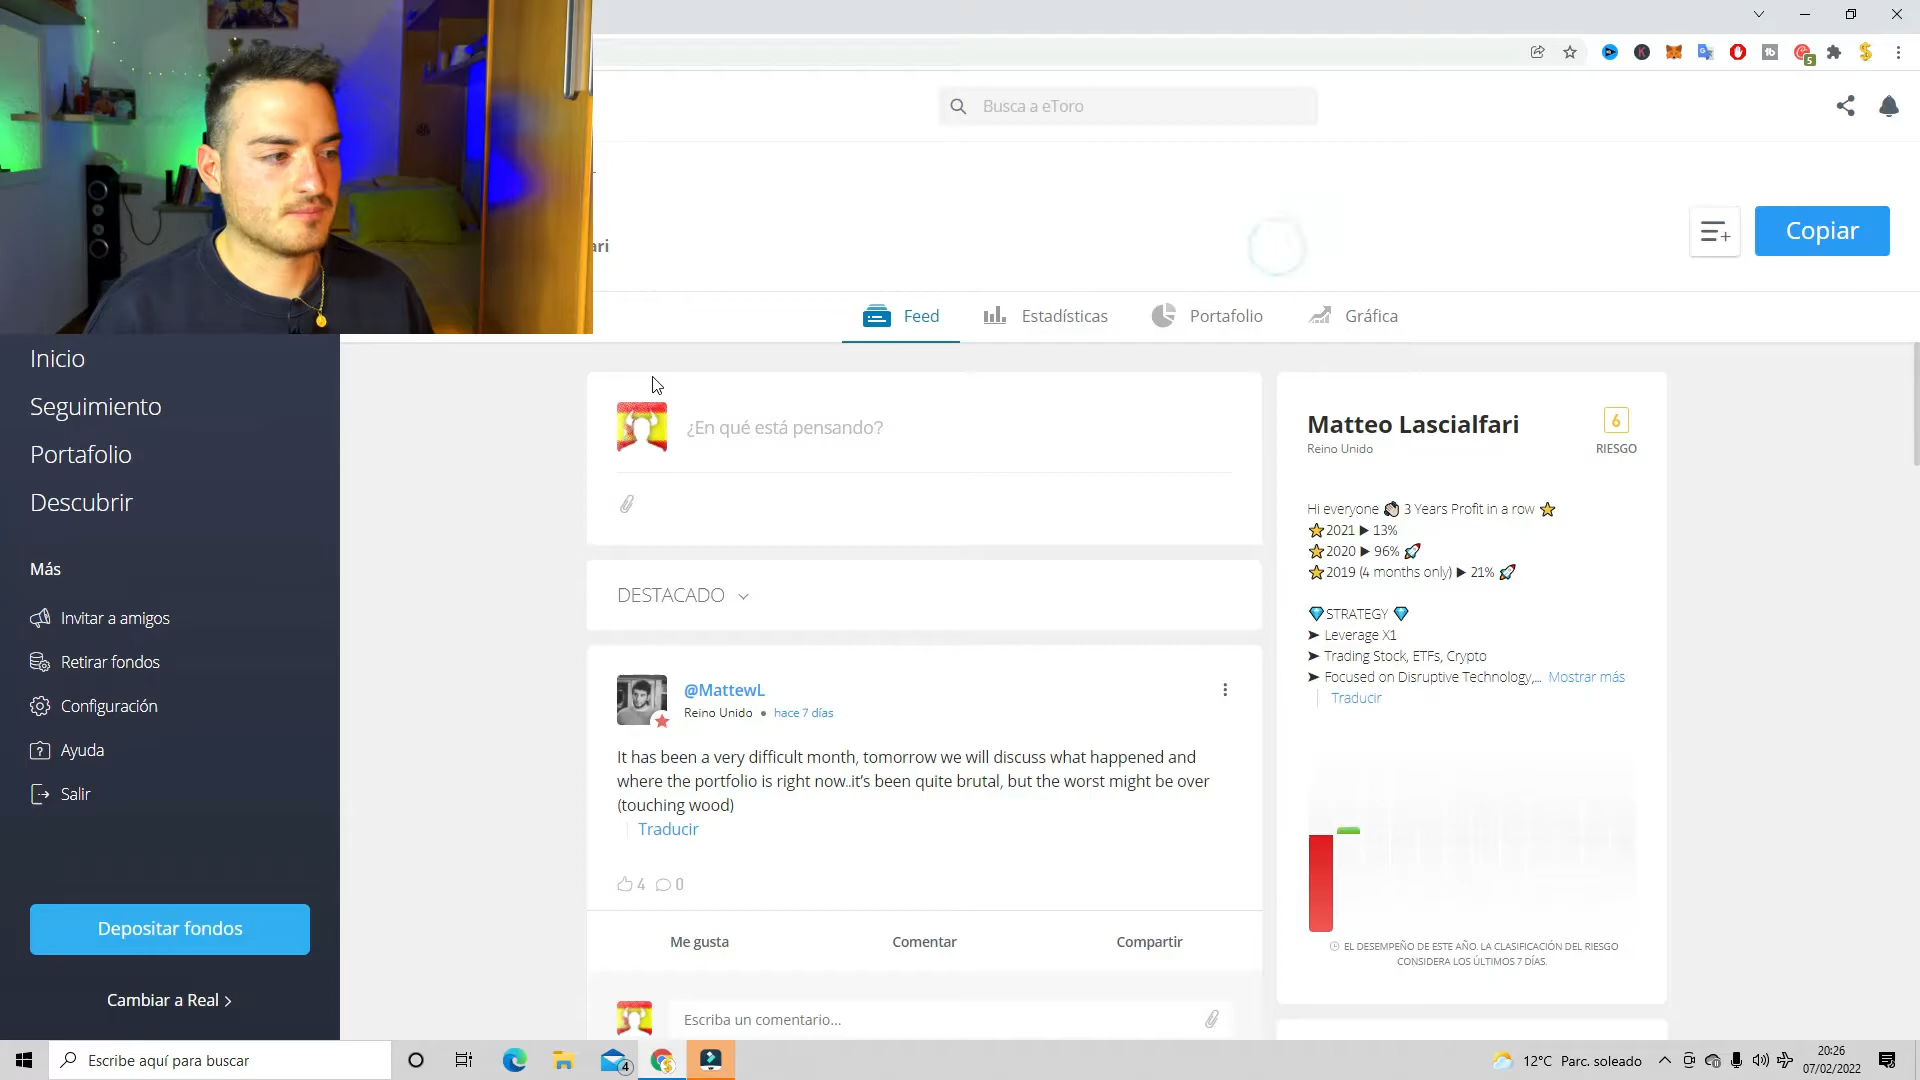 Busca a eToro
ari
Copiar
Feed
Estadísticas
Portafolio
Gráfica
Inicio
Seguimiento
Portafolio
Descubrir
Más
Invitar a amigos
Retirar fondos
Configuración
Ayuda
Salir
Depositar fondos
Cambiar a Real >
¿En qué está pensando?
DESTACADO
@MattewL
Reino Unido • hace 7 días
It has been a very difficult month, tomorrow we will discuss what happened and
where the portfolio is right now..it's been quite brutal, but the worst might be over
(touching wood)
Traducir
4 0
Me gusta
Comentar
Compartir
Escriba un comentario...
Matteo Lascialfari
6
Reino Unido
RIESGO
Hi everyone 👋🏻 3 Years Profit in a row ⭐
⭐2021 ► 13%
⭐2020 ► 96% 🚀
⭐2019 (4 months only) ► 21% 🚀
💎STRATEGY 💎
➤ Leverage X1
➤ Trading Stock, ETFs, Crypto
➤ Focused on Disruptive Technology,... Mostrar más
Traducir
EL DESEMPEÑO DE ESTE AÑO. LA CLASIFICACIÓN DEL RIESGO
CONSIDERA LOS ÚLTIMOS 7 DÍAS.
Escribe aquí para buscar
4
12°C Parc. soleado
20:26
07/02/2022
5